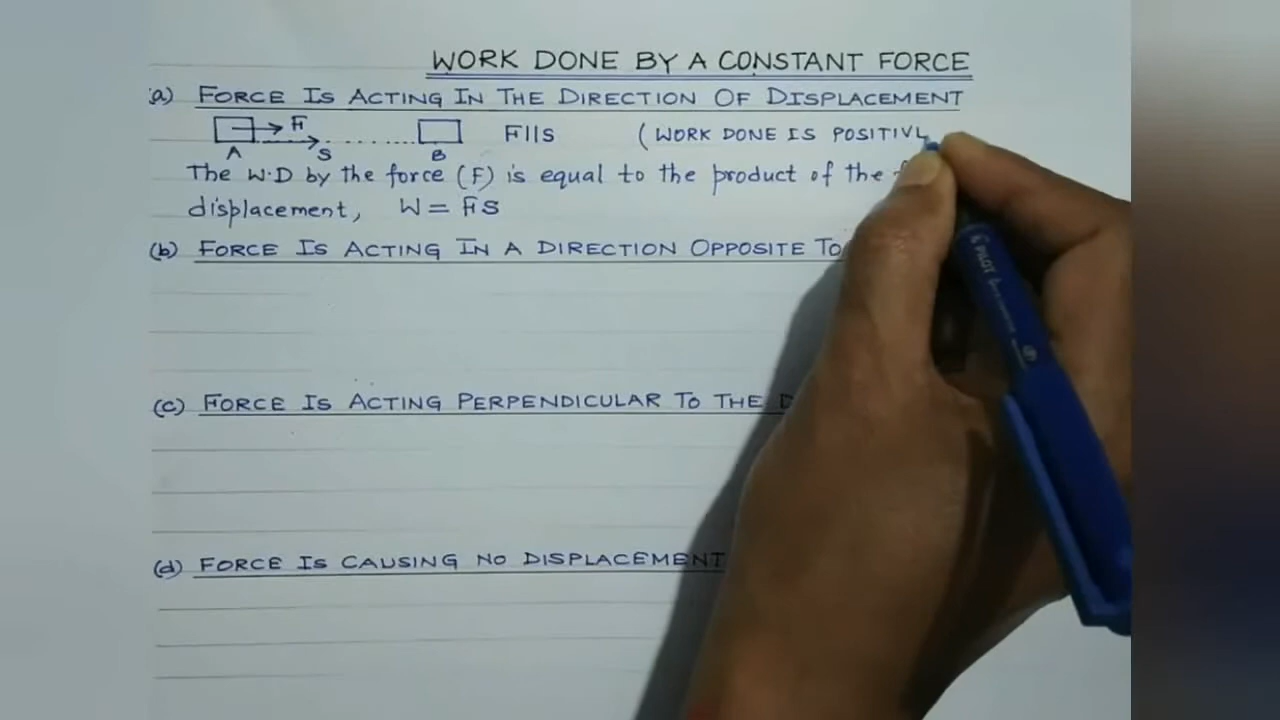 WORK DONE BY A CONSTANT FORCE
(a) FORCE IS ACTING IN THE DIRECTION OF DISPLACEMENT
F
F||S (WORK DONE IS POSITIV
A S B
The W.D by the force (F) is equal to the product of the
displacement, W = FS
(b) FORCE IS ACTING IN A DIRECTION OPPOSITE TO
(c) FORCE IS ACTING PERPENDICULAR TO THE D
(d) FORCE IS CAUSING NO DISPLACEMENT
PILOT